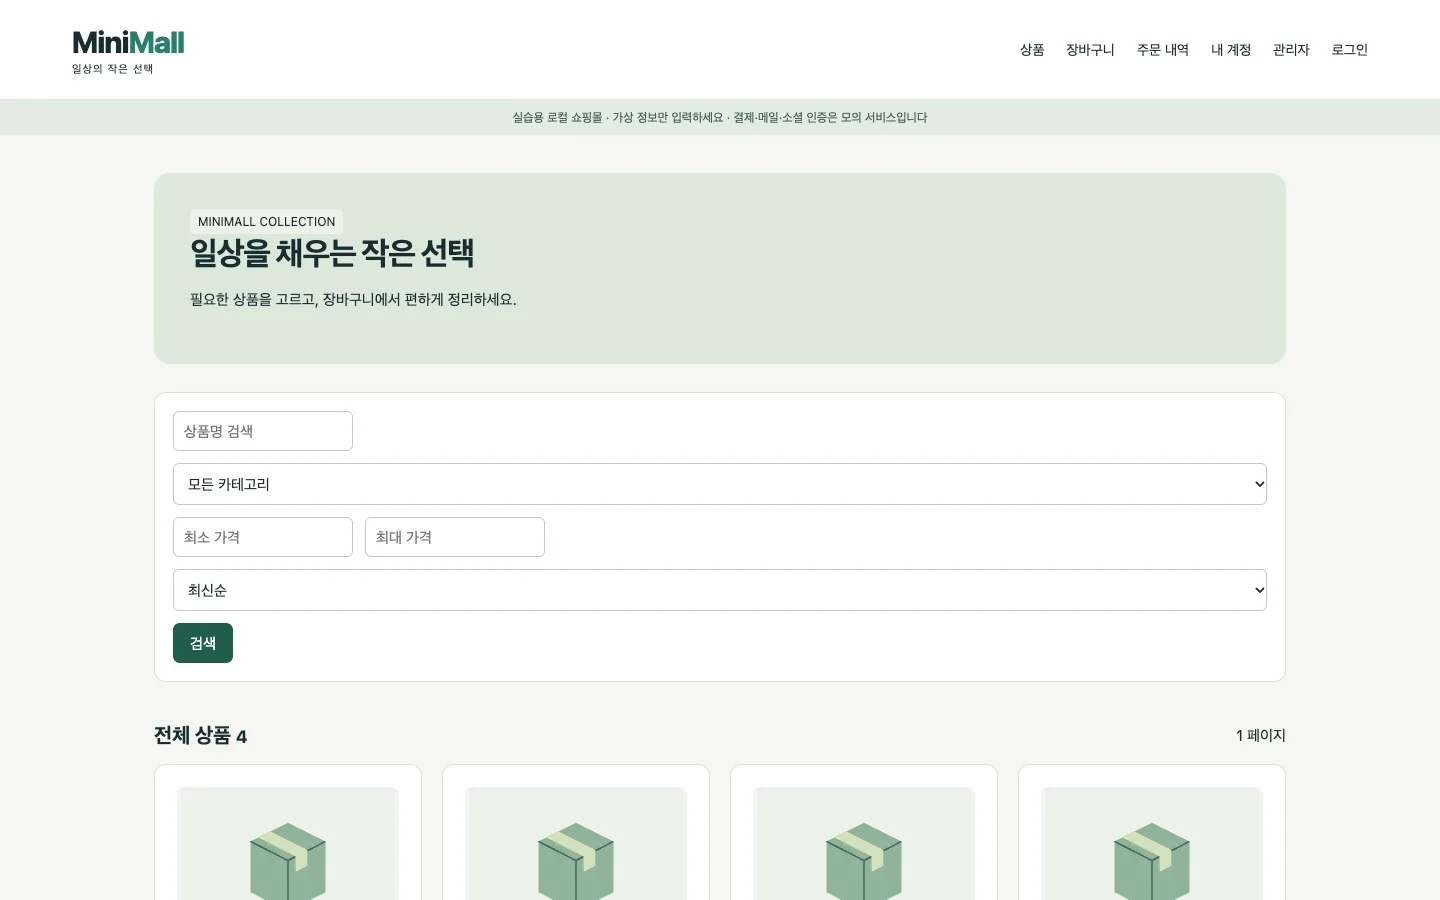 MiniMall
일상의 작은 선택
상품 장바구니 주문 내역 내 계정 관리자 로그인
실습용 로컬 쇼핑몰 · 가상 정보만 입력하세요 · 결제·메일·소셜 인증은 모의 서비스입니다
MINIMALL COLLECTION
일상을 채우는 작은 선택
필요한 상품을 고르고, 장바구니에서 편하게 정리하세요.
상품명 검색
모든 카테고리
최소 가격 최대 가격
최신순
검색
전체 상품 4 1 페이지